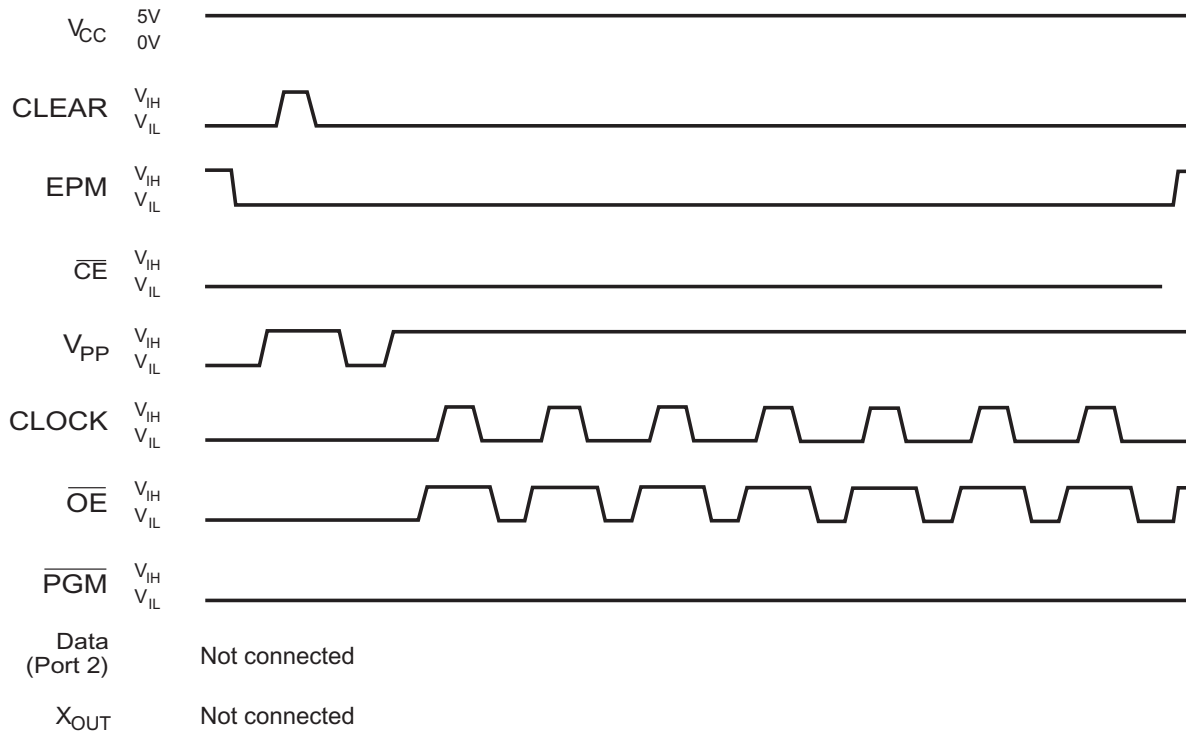 VCC 5V
0V
CLEAR VIH
VIL
EPM VIH
VIL
CE VIH
VIL
VPP VIH
VIL
CLOCK VIH
VIL
OE VIH
VIL
PGM VIH
VIL
Data
(Port 2) Not connected
XOUT Not connected